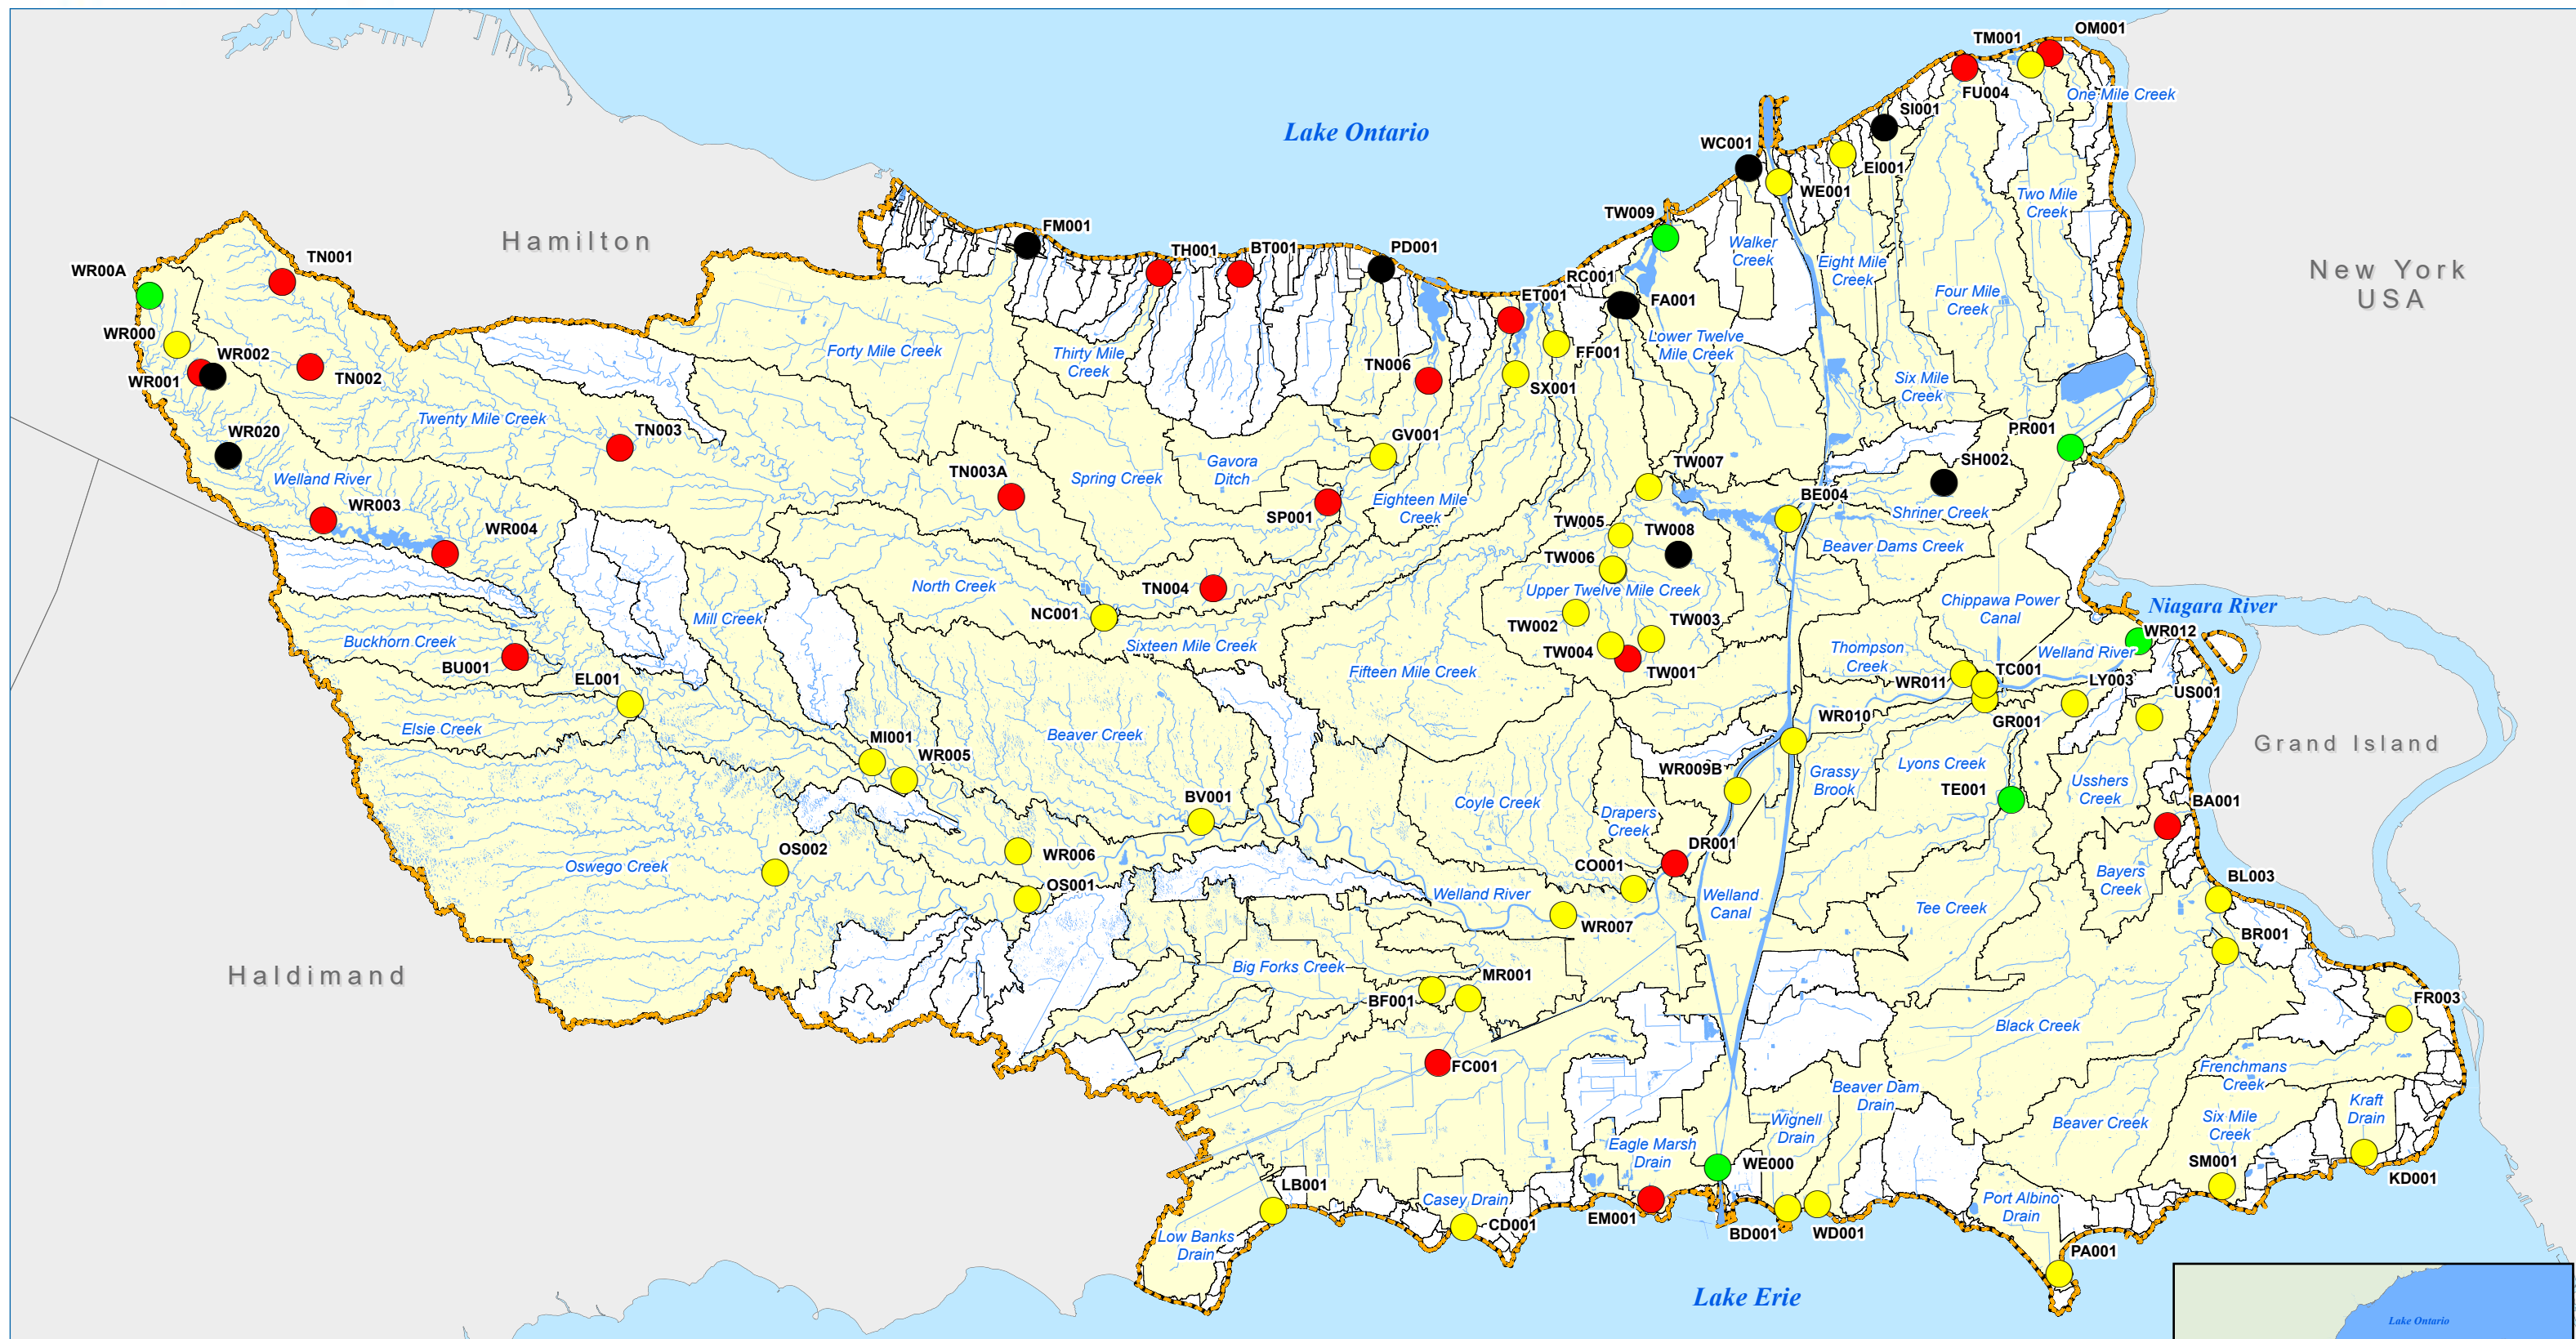 OM001
TM001
FU004
One Mile Creek
SI001
Lake Ontario
WC001
EI001
WE001
Two Mile
Creek
TW009
FM001
Hamilton
Walker
Creek
TH001
BT001
PD001
TN001
WR00A
Eight Mile
Creek
New York
USA
RC001
FA001
ET001
Four Mile
Creek
WR000
WR002
WR001
TN002
Forty Mile Creek
Thirty Mile
Creek
TN006
FF001
Lower Twelve
Mile Creek
SX001
Six Mile
Creek
Twenty Mile Creek
WR020
TN003
GV001
PR001
Welland River
TN003A
Spring Creek
Gavora
Ditch
TW007
SH002
WR003
WR004
SP001
Eighteen Mile
Creek
BE004
Shriner Creek
TW005
TW008
Beaver Dams Creek
TW006
North Creek
TN004
Upper Twelve Mile Creek
Chippawa Power
Canal
Niagara River
Mill Creek
NC001
TW002
TW003
Buckhorn Creek
BU001
Sixteen Mile Creek
TW004
TW001
Fifteen Mile Creek
Thompson
Creek
WR012
Welland River
TC001
WR011
LY003
US001
EL001
Elsie Creek
WR010
GR001
MI001
WR005
Beaver Creek
Grand Island
WR009B
Grassy
Brook
Lyons Creek
TE001
Usshers
Creek
BV001
Coyle Creek
Drapers
Creek
BA001
OS002
Oswego Creek
WR006
OS001
DR001
CO001
Welland River
Welland
Canal
Bayers
Creek
BL003
Tee Creek
WR007
BR001
Haldimand
Big Forks Creek
MR001
BF001
FR003
Black Creek
FC001
Frenchmans
Creek
Beaver Dam
Drain
Wignell
Drain
Beaver Creek
Six Mile
Creek
Kraft
Drain
Eagle Marsh
Drain
WE000
SM001
KD001
LB001
Casey Drain
CD001
EM001
BD001
WD001
Port Albino
Drain
Low Banks
Drain
PA001
Lake Erie
Lake Ontario